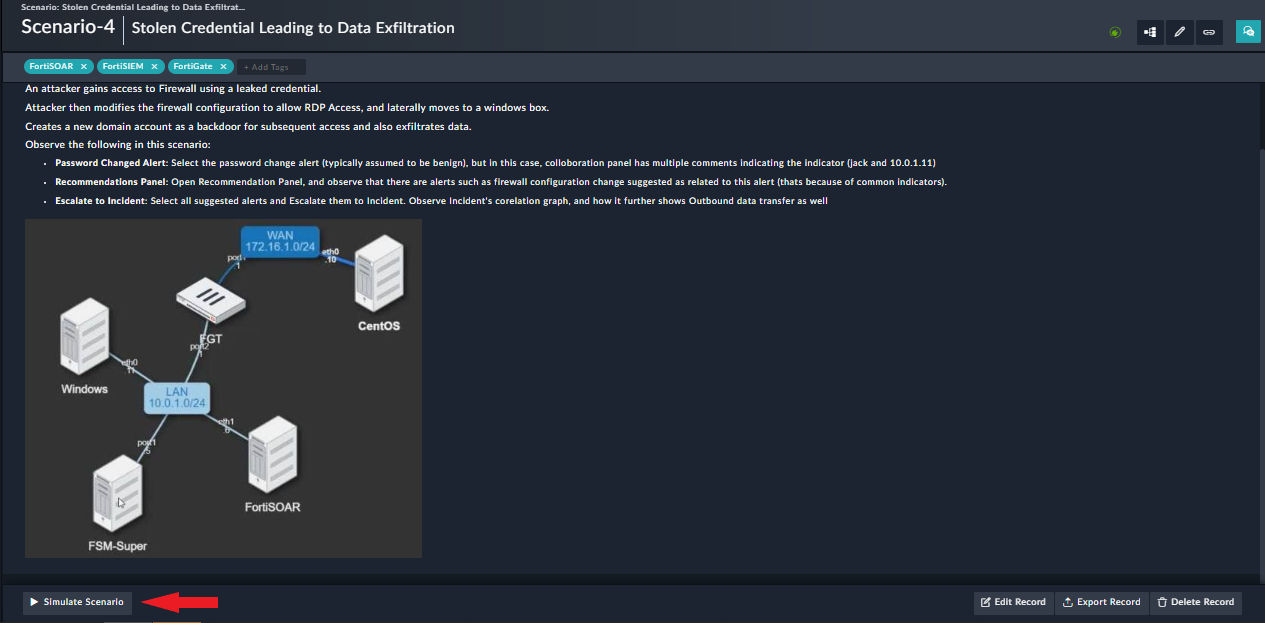 Scenario: Stolen Credential Leading to Data Exfiltrat...
Scenario-4
Stolen Credential Leading to Data Exfiltration
FortiSOAR ×
FortiSIEM ×
FortiGate ×
+ Add Tags
An attacker gains access to Firewall using a leaked credential.
Attacker then modifies the firewall configuration to allow RDP Access, and laterally moves to a windows box.
Creates a new domain account as a backdoor for subsequent access and also exfiltrates data.
Observe the following in this scenario:
• Password Changed Alert: Select the password change alert (typically assumed to be benign), but in this case, colloboration panel has multiple comments indicating the indicator (jack and 10.0.1.11)
• Recommendations Panel: Open Recommendation Panel, and observe that there are alerts such as firewall configuration change suggested as related to this alert (thats because of common indicators).
• Escalate to Incident: Select all suggested alerts and Escalate them to Incident. Observe Incident's corelation graph, and how it further shows Outbound data transfer as well
WAN
172.16.1.0/24
eth0
.10
CentOS
FGT
port2
eth0
Windows
LAN
10.0.1.0/24
eth1
port1
FortiSOAR
FSM-Super
Simulate Scenario
Edit Record
Export Record
Delete Record